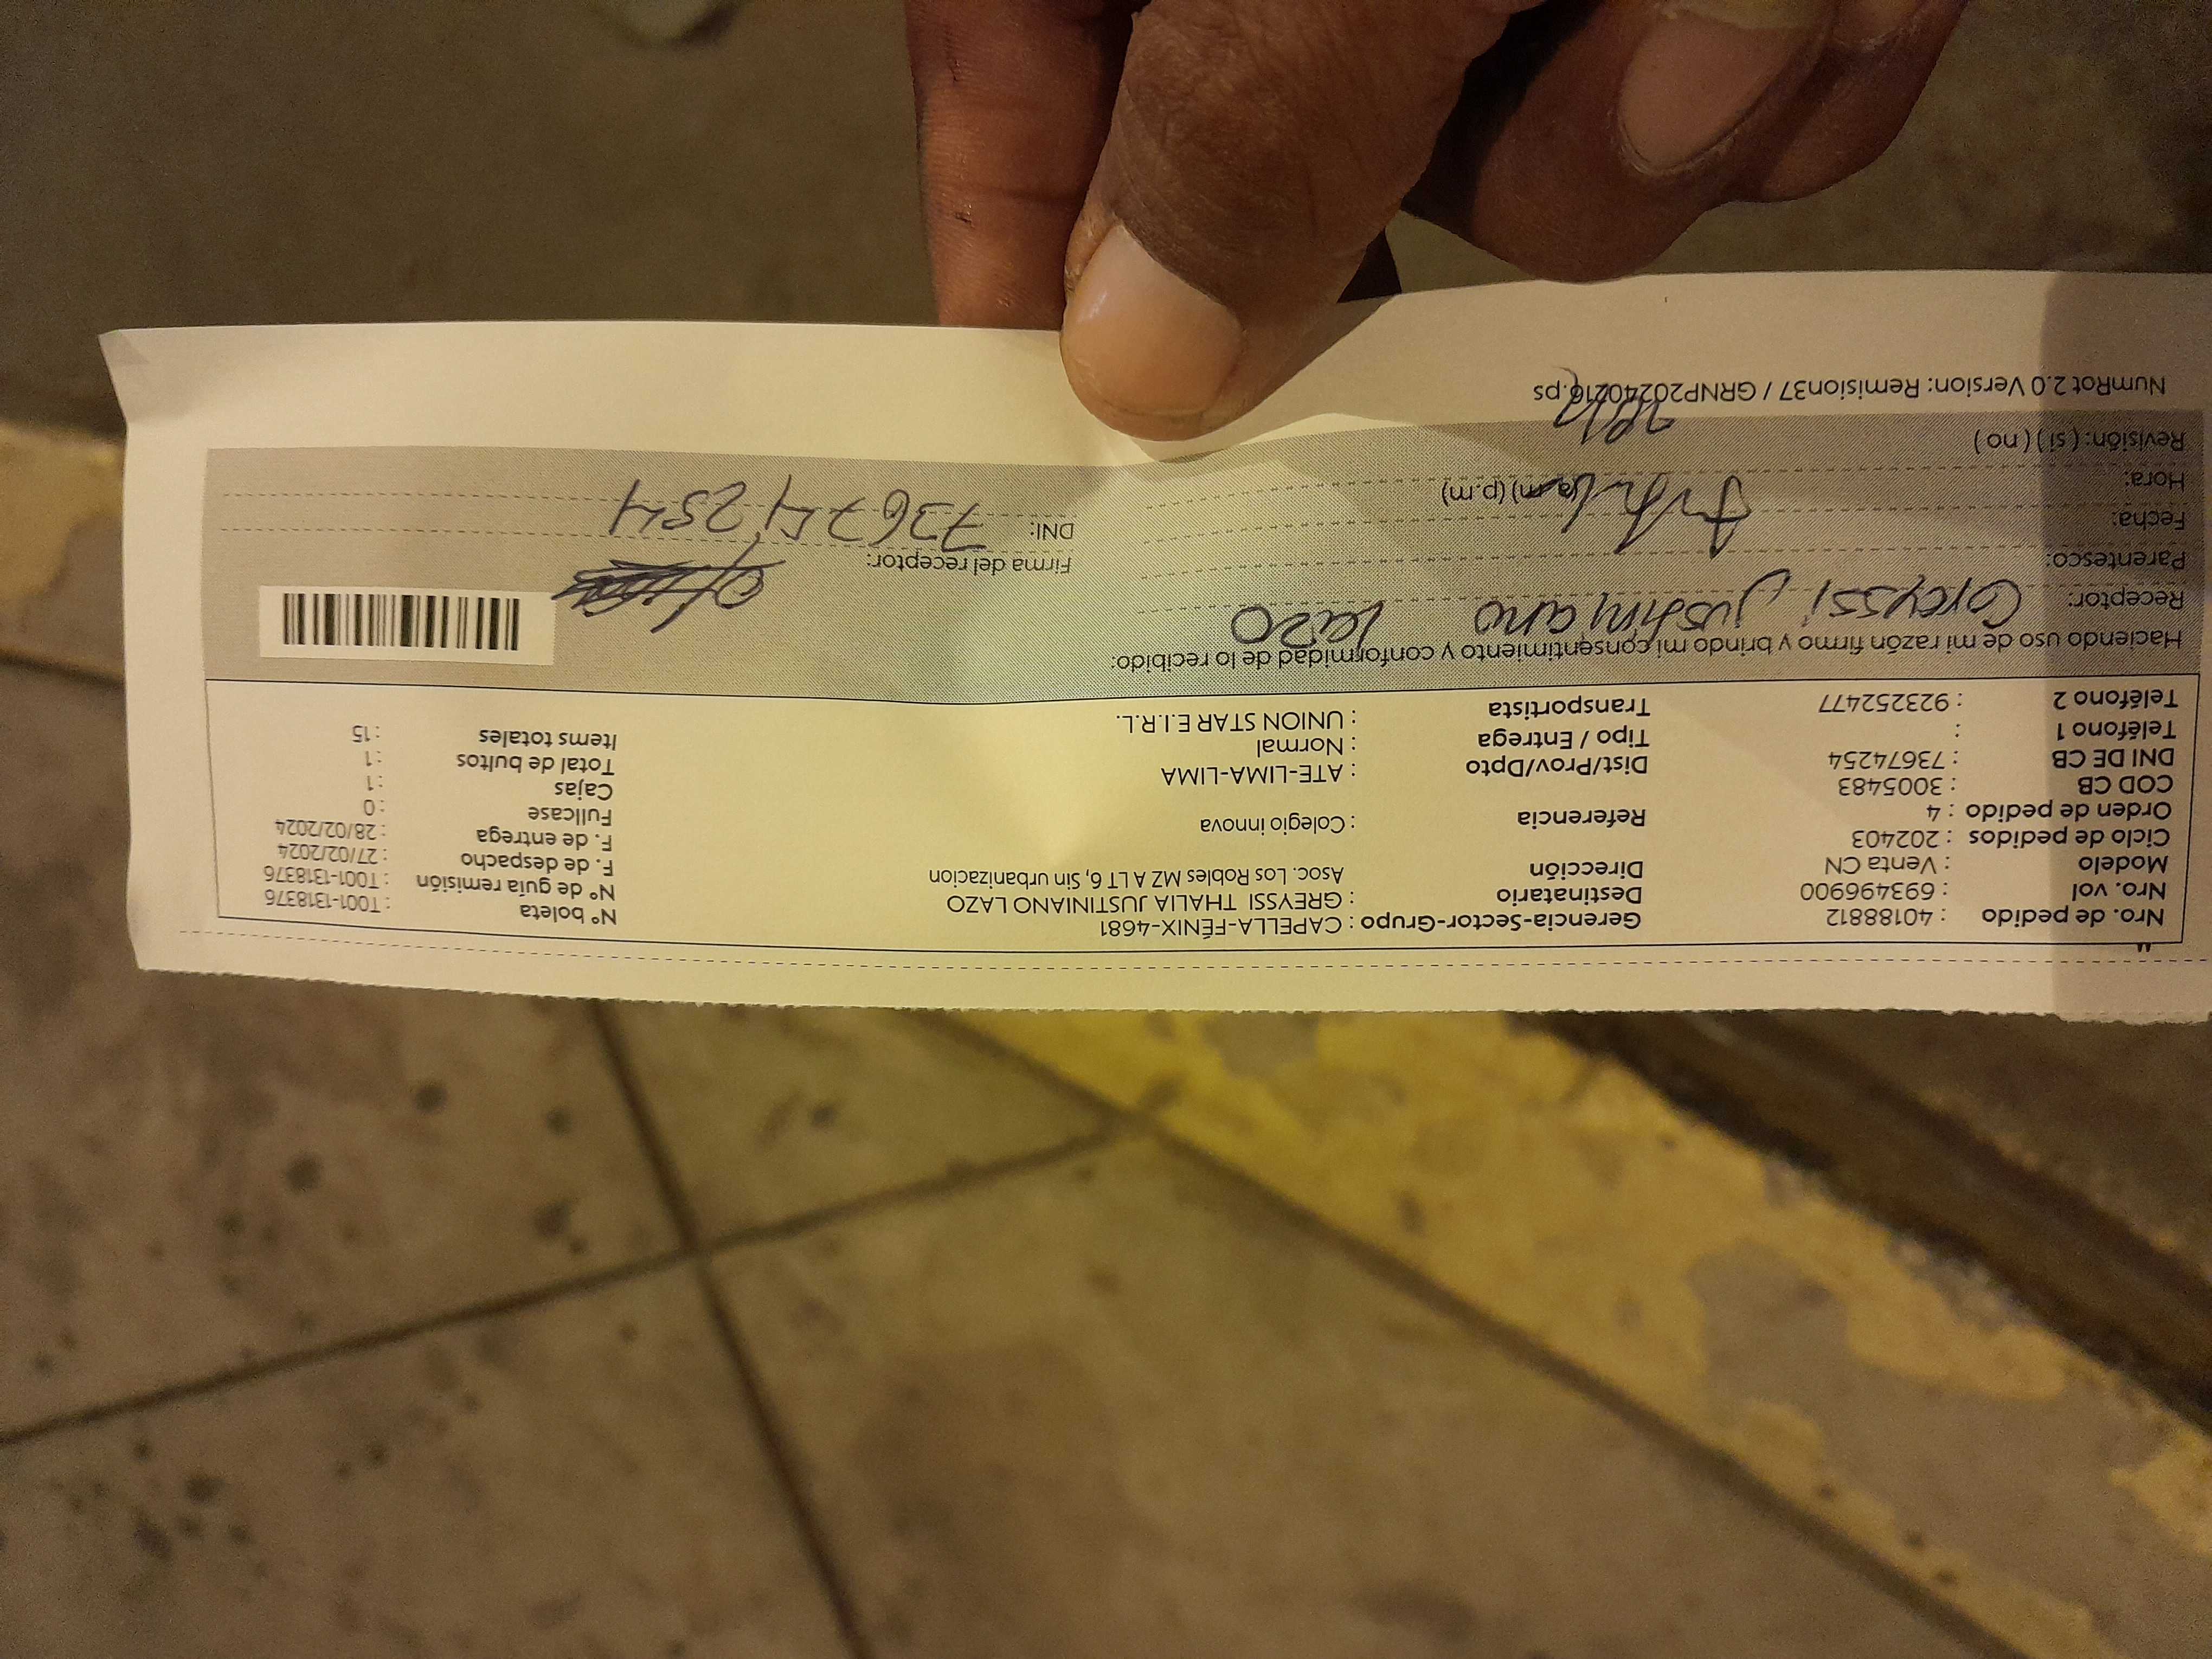 Nro. de pedido : 40188812 Gerencia-Sector-Grupo : CAPELLA-FÉNIX-4681 Nº boleta : T001-1318376
Nro. vol : 693496900 Destinatario : GREYSSI THALIA JUSTINIANO LAZO Nº de guía remisión : T001-1318376
Modelo : Venta CN Dirección Asoc. Los Robles MZ A LT 6, Sin urbanizacion F. de despacho : 27/02/2024
Ciclo de pedidos : 202403 F. de entrega : 28/02/2024
Orden de pedido : 4 Referencia : Colegio innova Fullcase : 0
COD CB : 3005483 Cajas : 1
DNI DE CB : 73674254 Dist/Prov/Dpto : ATE-LIMA-LIMA Total de bultos : 1
Teléfono 1 : Tipo / Entrega : Normal Items totales : 15
Teléfono 2 : 923252477 Transportista : UNION STAR E.I.R.L.
Haciendo uso de mi razón firmo y brindo mi consentimiento y conformidad de lo recibido:
Receptor: Greyssi justiniano lazo
Parentesco: Firma del receptor:
Fecha: DNI: 73674254
Hora: (a.m) (p.m)
Revisión: ( si ) ( no )
NumRot 2.0 Version: Remision37 / GRNP20240216.ps